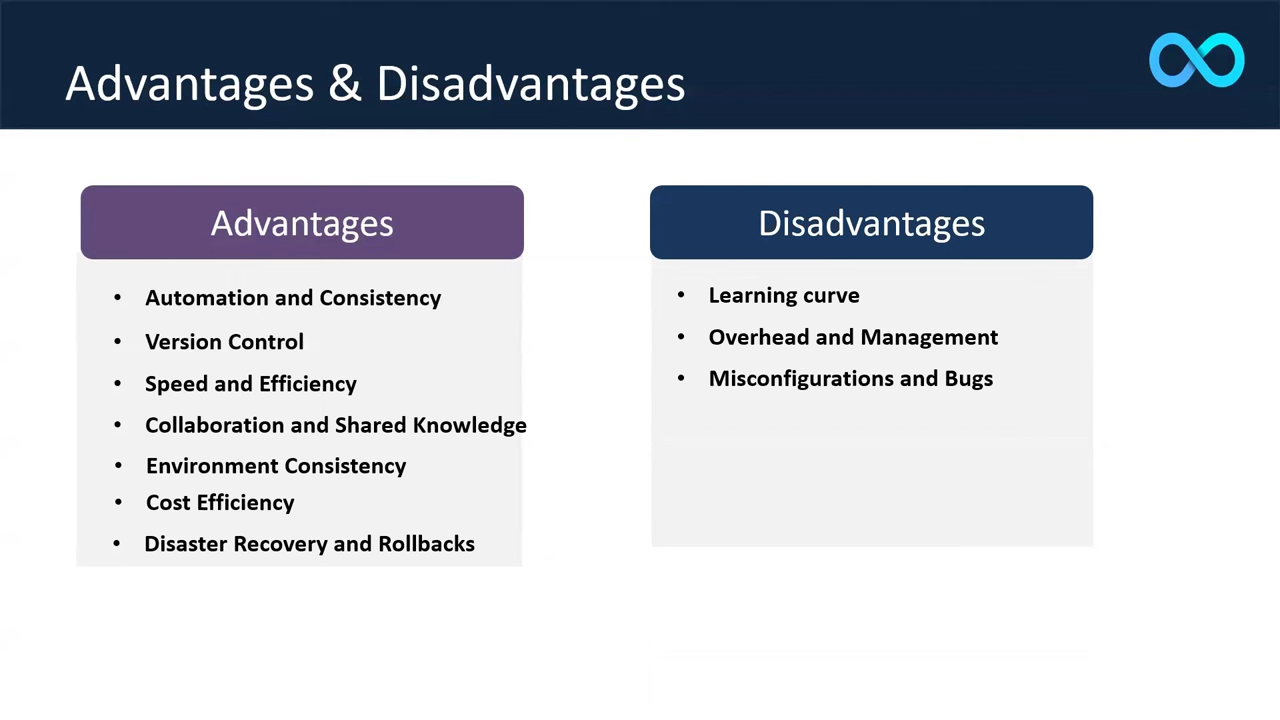 Advantages & Disadvantages
Advantages
• Automation and Consistency
• Version Control
• Speed and Efficiency
• Collaboration and Shared Knowledge
• Environment Consistency
• Cost Efficiency
• Disaster Recovery and Rollbacks
Disadvantages
• Learning curve
• Overhead and Management
• Misconfigurations and Bugs